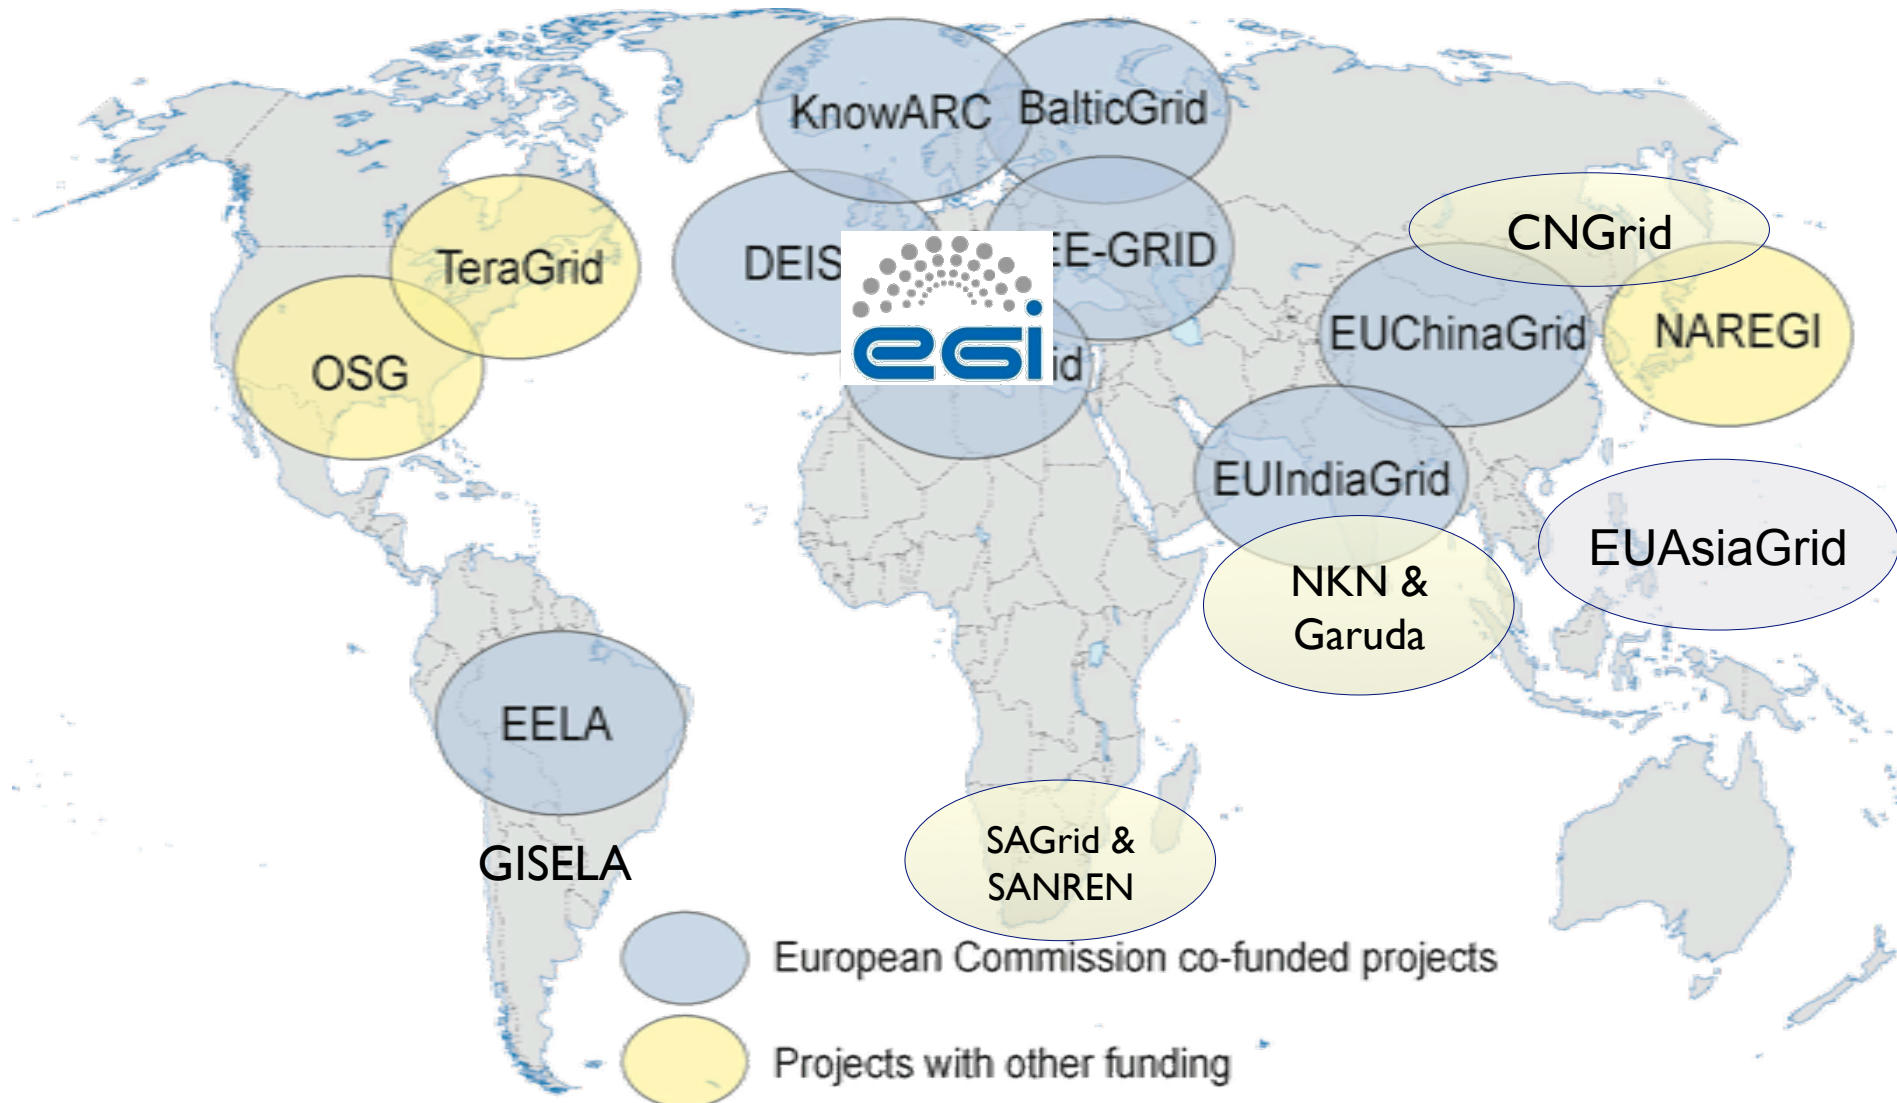 KnowARC
BalticGrid
CNGrid
TeraGrid
DEIS
EE-GRID
egi
EUChinaGrid
NAREGI
OSG
id
EUIndiaGrid
EUAsiaGrid
NKN &
Garuda
EELA
GISELA
SAGrid &
SANREN
European Commission co-funded projects
Projects with other funding